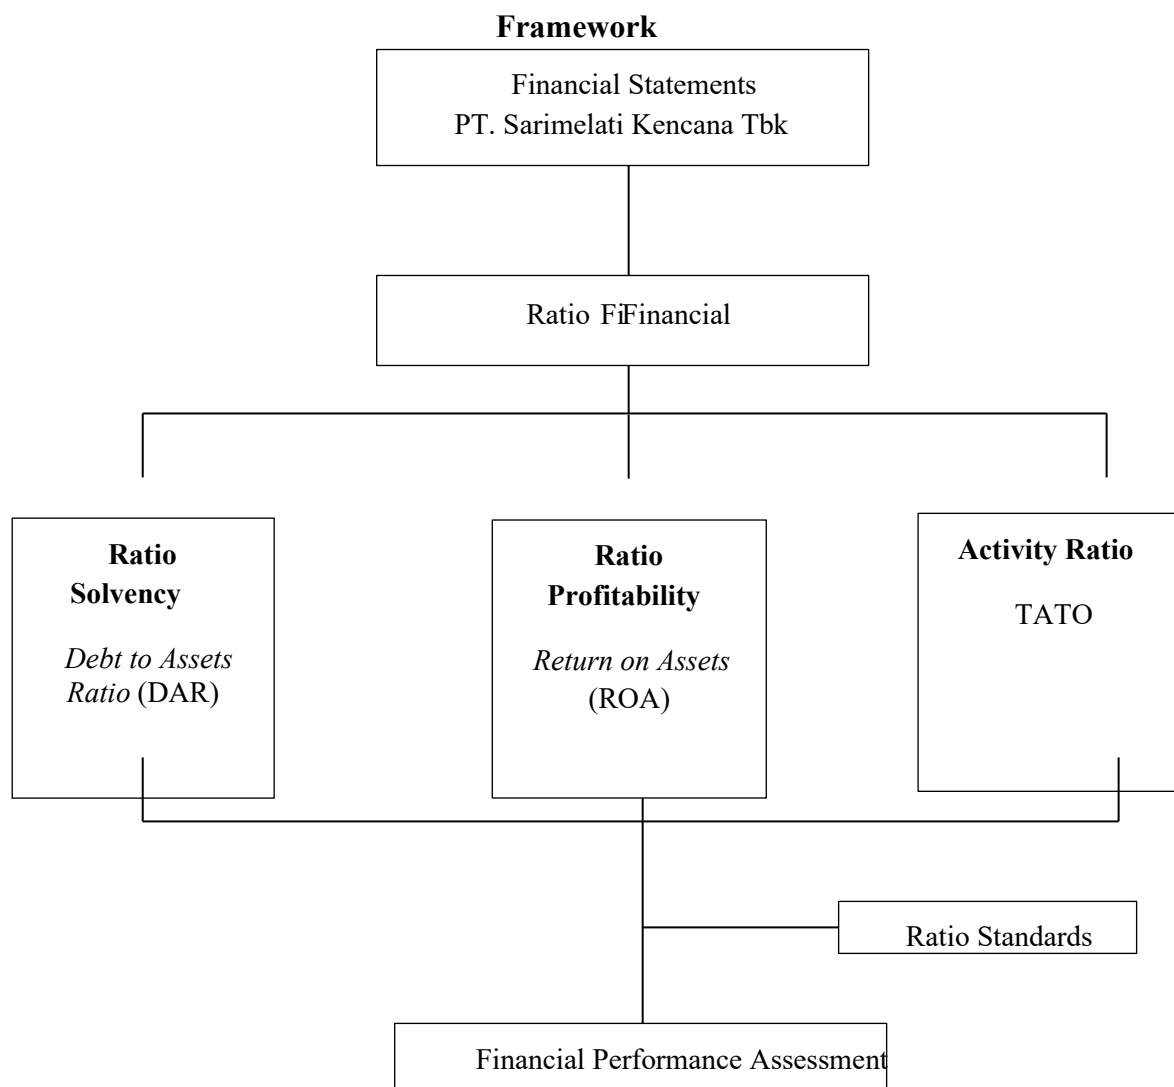 Framework
Financial Statements
PT. Sarimelati Kencana Tbk
Ratio FiFinancial
Ratio
Solvency
Debt to Assets
Ratio (DAR)
Ratio
Profitability
Return on Assets
(ROA)
Activity Ratio
TATO
Ratio Standards
Financial Performance Assessment